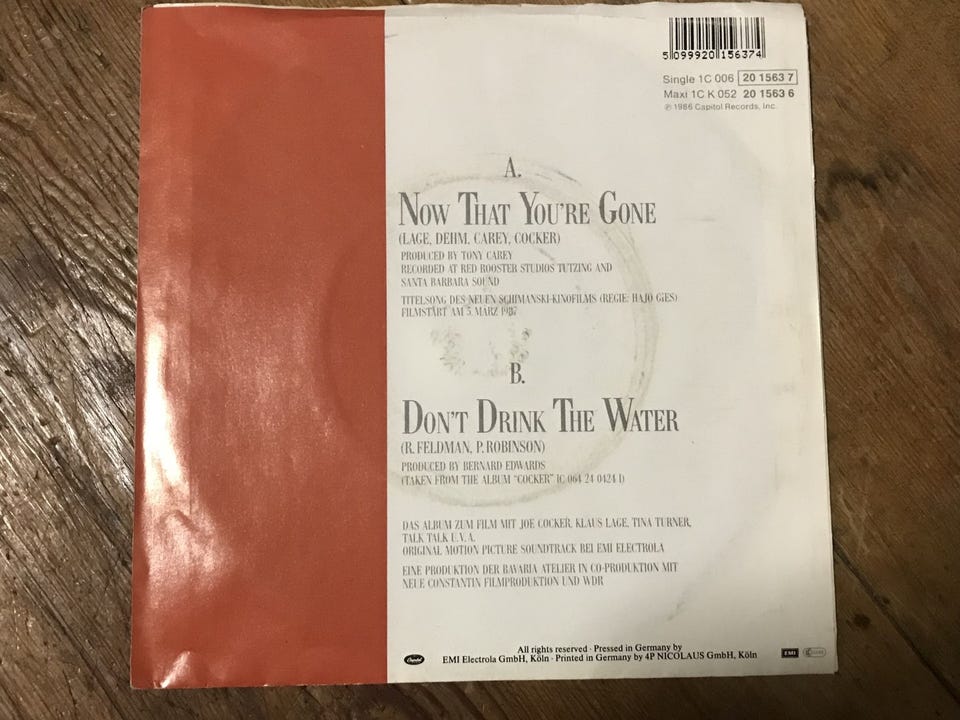 5 099920 156374
Single 1C 006 20 1563 7
Maxi 1C K 052 20 1563 6
℗ 1986 Capitol Records, Inc.
A.
NOW THAT YOU'RE GONE
(LAGE, DEHM, CAREY, COCKER)
PRODUCED BY TONY CAREY
RECORDED AT RED ROOSTER STUDIOS TUTZING AND
SANTA BARBARA SOUND
TITELSONG DES NEUEN SCHIMANSKI-KINOFILMS (REGIE: HAJO GIES)
FILMSTART AM 5. MÄRZ 1987
B.
DON'T DRINK THE WATER
(R. FELDMAN, P. ROBINSON)
PRODUCED BY BERNARD EDWARDS
(TAKEN FROM THE ALBUM "COCKER" 1C 064 24 0424 1)
DAS ALBUM ZUM FILM MIT JOE COCKER, KLAUS LAGE, TINA TURNER,
TALK TALK U.V.A.
ORIGINAL MOTION PICTURE SOUNDTRACK BEI EMI ELECTROLA
EINE PRODUKTION DER BAVARIA ATELIER IN CO-PRODUKTION MIT
NEUE CONSTANTIN FILMPRODUKTION UND WDR
All rights reserved · Pressed in Germany by
EMI Electrola GmbH, Köln · Printed in Germany by 4P NICOLAUS GmbH, Köln
Capitol
EMI